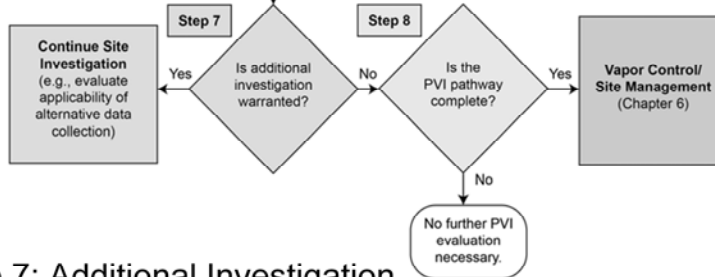 Step 7
Step 8
Continue Site
Investigation
(e.g., evaluate
applicability of
alternative data
collection)
Yes
Is additional
investigation
warranted?
No
Is the
PVI pathway
complete?
Yes
Vapor Control/
Site Management
(Chapter 6)
No
No further PVI
evaluation
necessary.
7: Additional Investigation